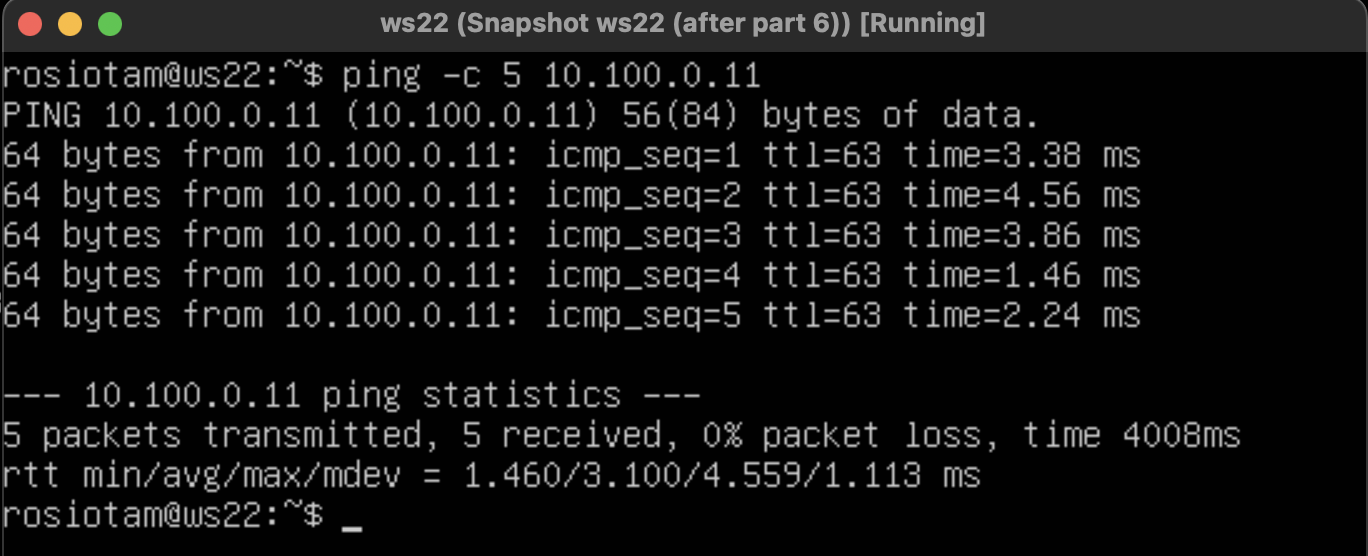 ws22 (Snapshot ws22 (after part 6)) [Running]
rosiotam@ws22:~$ ping -c 5 10.100.0.11
PING 10.100.0.11 (10.100.0.11) 56(84) bytes of data.
64 bytes from 10.100.0.11: icmp_seq=1 ttl=63 time=3.38 ms
64 bytes from 10.100.0.11: icmp_seq=2 ttl=63 time=4.56 ms
64 bytes from 10.100.0.11: icmp_seq=3 ttl=63 time=3.86 ms
64 bytes from 10.100.0.11: icmp_seq=4 ttl=63 time=1.46 ms
64 bytes from 10.100.0.11: icmp_seq=5 ttl=63 time=2.24 ms
--- 10.100.0.11 ping statistics ---
5 packets transmitted, 5 received, 0% packet loss, time 4008ms
rtt min/avg/max/mdev = 1.460/3.100/4.559/1.113 ms
rosiotam@ws22:~$ _